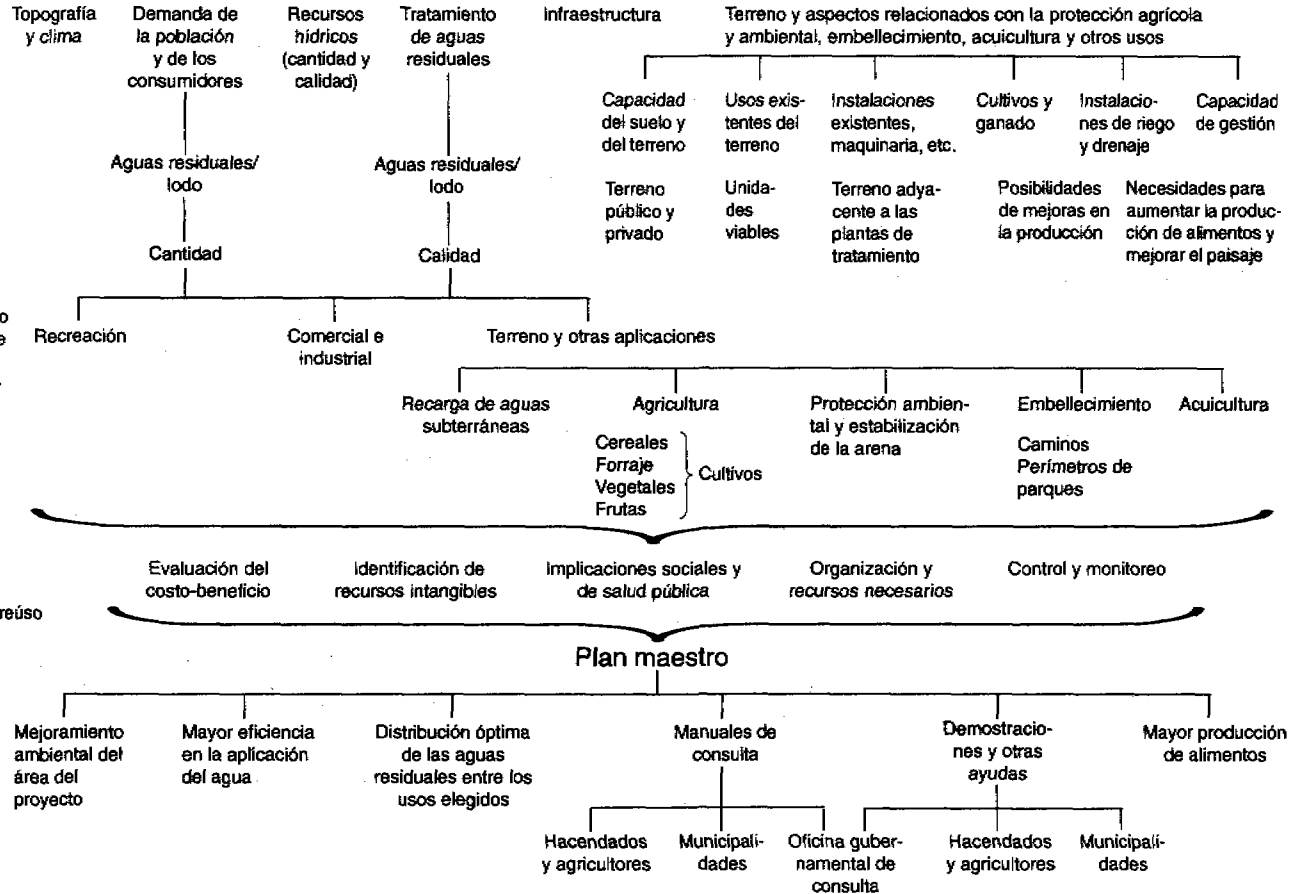 Topografía
y clima
Demanda de
la población
y de los
consumidores
Recursos
hídricos
(cantidad y
calidad)
Tratamiento
de aguas
residuales
Infraestructura
Terreno y aspectos relacionados con la protección agrícola
y ambiental, embellecimiento, acuicultura y otros usos
Capacidad
del suelo y
del terreno
Usos exis-
tentes del
terreno
Instalaciones
existentes,
maquinaria, etc.
Cultivos y
ganado
Instalacio-
nes de riego
y drenaje
Capacidad
de gestión
Aguas residuales/
lodo
Aguas residuales/
lodo
Terreno
público y
privado
Unida-
des
viables
Terreno adya-
cente a las
plantas de
tratamiento
Posibilidades
de mejoras en
la producción
Necesidades para
aumentar la produc-
ción de alimentos y
mejorar el paisaje
Cantidad
Calidad
Recreación
Comercial e
industrial
Terreno y otras aplicaciones
Recarga de aguas
subterráneas
Agricultura
Cereales
Forraje
Vegetales
Frutas
Cultivos
Protección ambien-
tal y estabilización
de la arena
Embellecimiento
Caminos
Perímetros de
parques
Acuicultura
Evaluación del
costo-beneficio
Identificación de
recursos intangibles
Implicaciones sociales y
de salud pública
Organización y
recursos necesarios
Control y monitoreo
reúso
Plan maestro
Mejoramiento
ambiental del
área del
proyecto
Mayor eficiencia
en la aplicación
del agua
Distribución óptima
de las aguas
residuales entre los
usos elegidos
Manuales de
consulta
Demostracio-
nes y otras
ayudas
Mayor producción
de alimentos
Hacendados
y agricultores
Municipali-
dades
Oficina guber-
namental de
consulta
Hacendados
y agricultores
Municipali-
dades